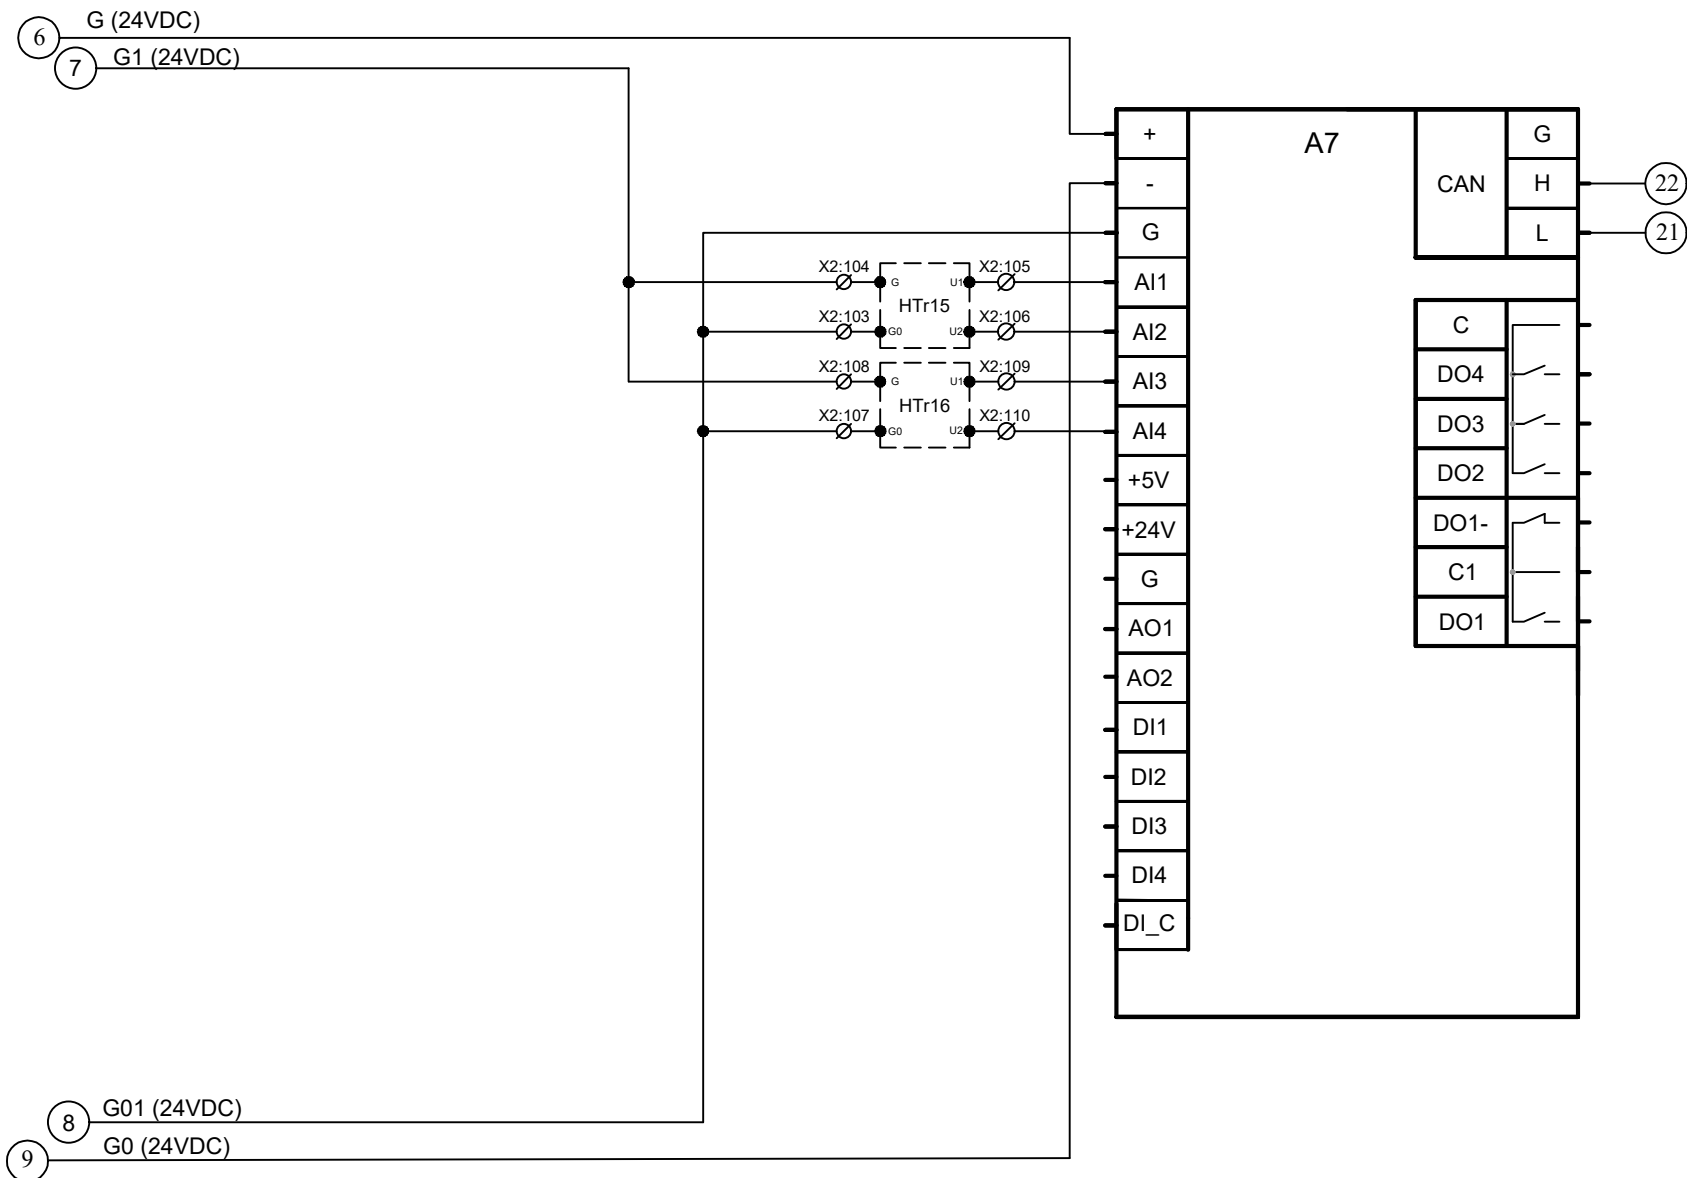 6 G (24VDC)
7 G1 (24VDC)
A7
+
-
G
AI1
AI2
AI3
AI4
+5V
+24V
G
AO1
AO2
DI1
DI2
DI3
DI4
DI_C
CAN
G
H 22
L 21
C
DO4
DO3
DO2
DO1-
C1
DO1
X2:104 G U1 X2:105
HTr15
X2:103 G0 U2 X2:106
X2:108 G U1 X2:109
HTr16
X2:107 G0 U2 X2:110
8 G01 (24VDC)
9 G0 (24VDC)